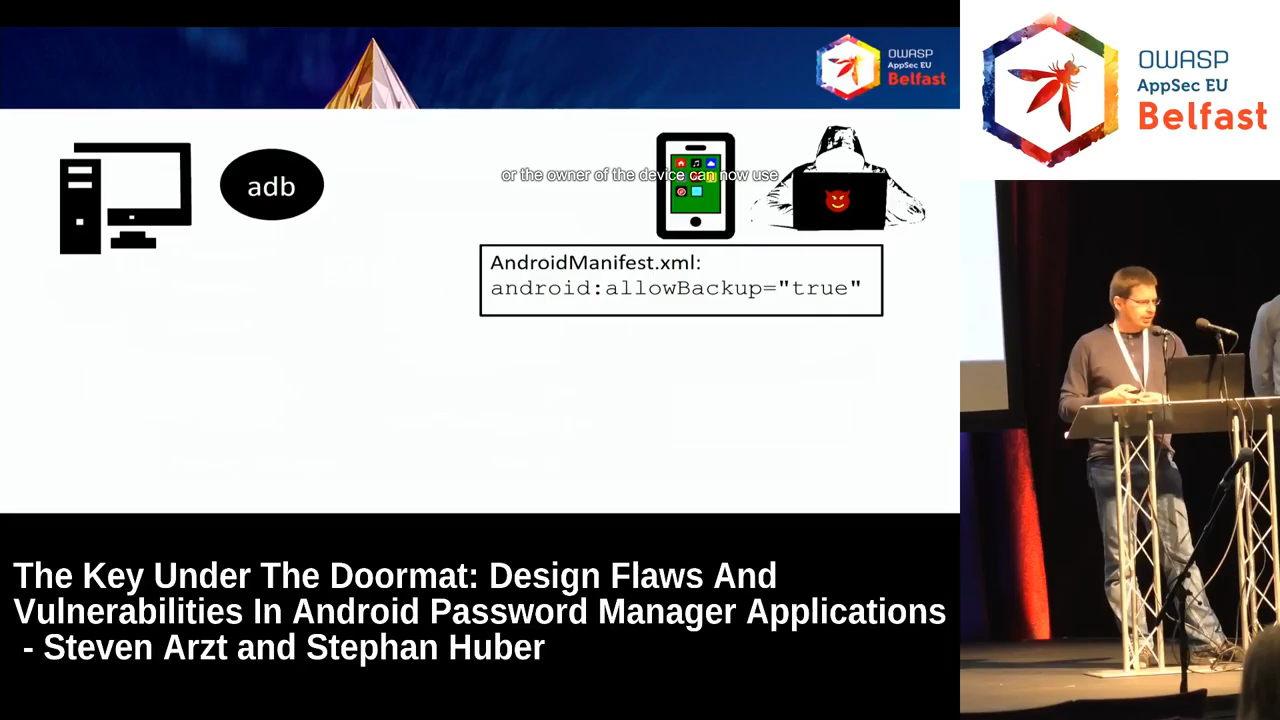 OWASP
AppSec EU
Belfast
OWASP
AppSec EU
Belfast
adb
or the owner of the device can now use
AndroidManifest.xml:
android:allowBackup="true"
The Key Under The Doormat: Design Flaws And
Vulnerabilities In Android Password Manager Applications
- Steven Arzt and Stephan Huber